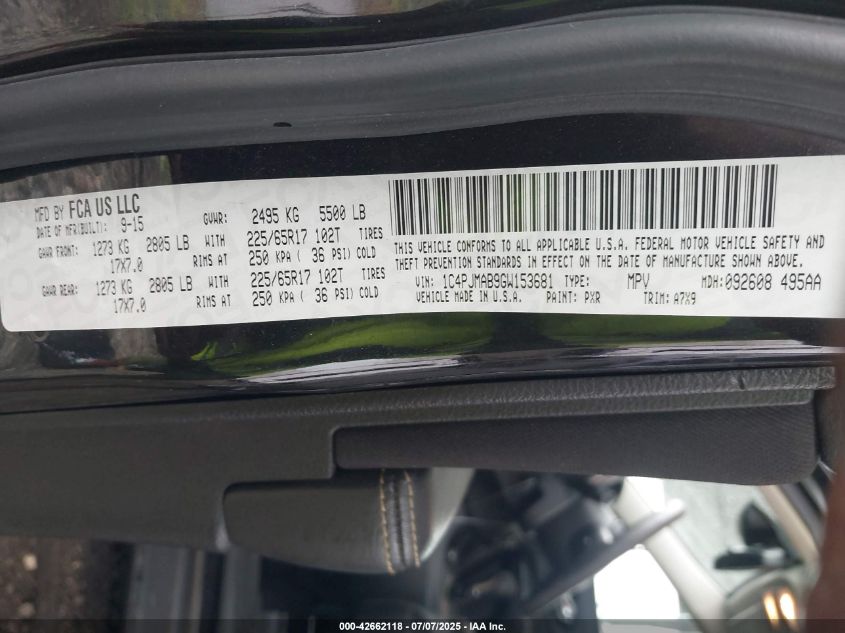 MFD BY FCA US LLC
DATE OF MFR(BUILT): 9-15
GVWR: 2495 KG 5500 LB
GAWR FRONT: 1273 KG 2805 LB WITH 225/65R17 102T TIRES
17X7.0 RIMS AT 250 KPA ( 36 PSI) COLD
GAWR REAR: 1273 KG 2805 LB WITH 225/65R17 102T TIRES
17X7.0 RIMS AT 250 KPA ( 36 PSI) COLD
THIS VEHICLE CONFORMS TO ALL APPLICABLE U.S.A. FEDERAL MOTOR VEHICLE SAFETY AND
THEFT PREVENTION STANDARDS IN EFFECT ON THE DATE OF MANUFACTURE SHOWN ABOVE.
VIN: 1C4PJMAB9GW153681 TYPE: MPV MDH: 092608 495AA
VEHICLE MADE IN U.S.A. PAINT: PXR TRIM: A7X9
000-42662118 - 07/07/2025 - IAA Inc.